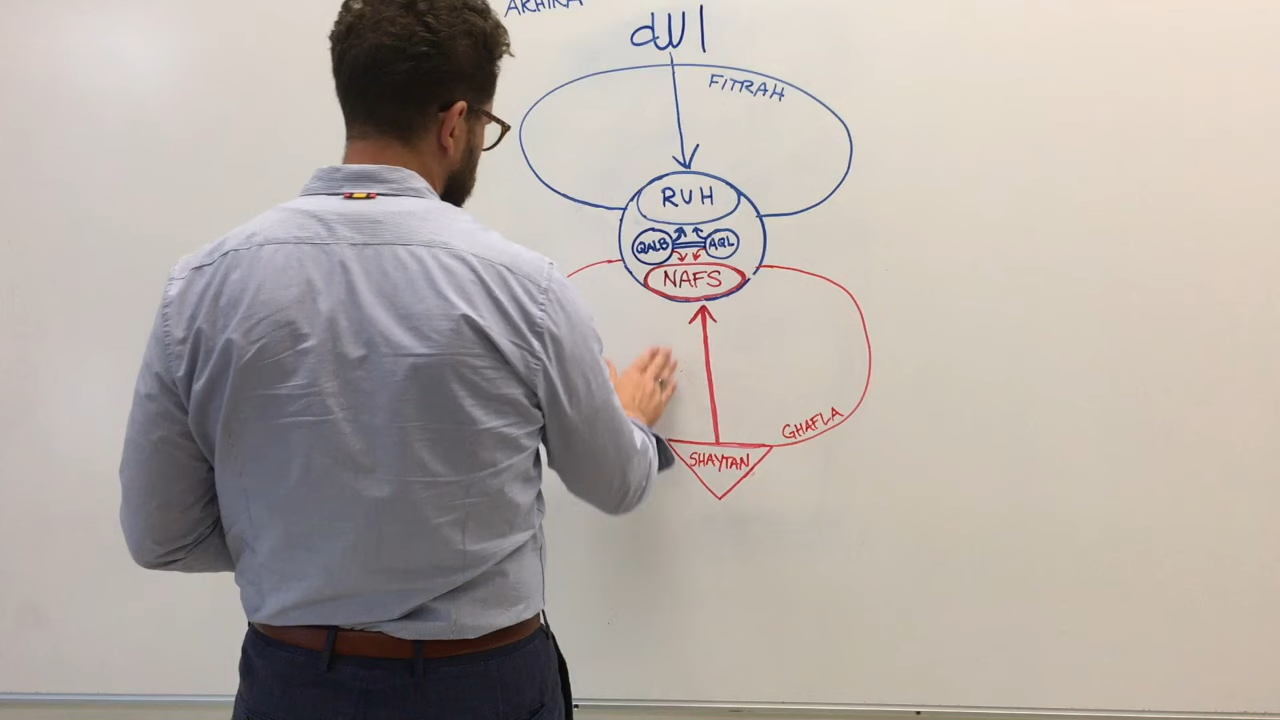 AKHIRA
الله
FITRAH
RUH
QALB
AQL
NAFS
GHAFLA
SHAYTAN